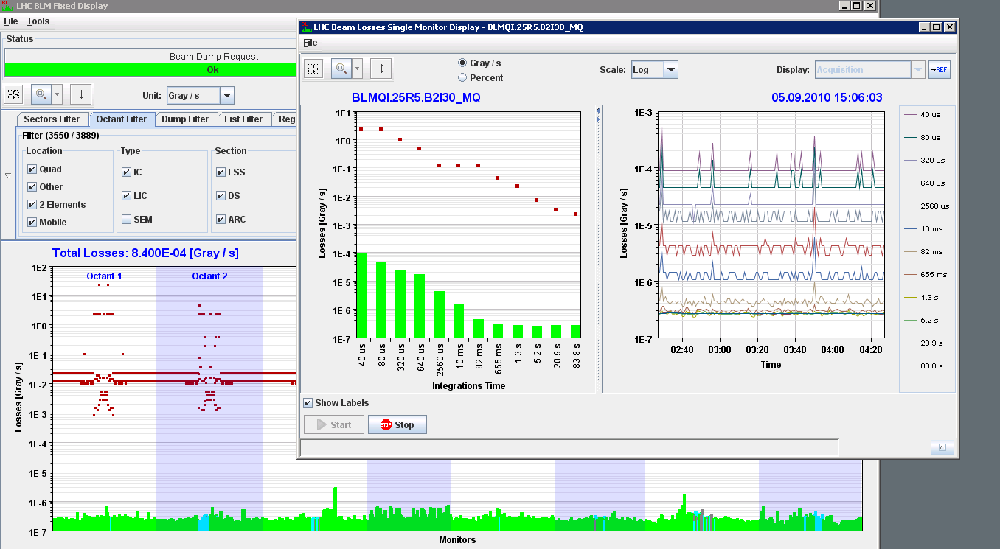 LHC BLM Fixed Display
File Tools
Status
Beam Dump Request
Ok
Unit: Gray / s
Sectors Filter Octant Filter Dump Filter List Filter Reg
Filter (3550 / 3889)
Location Type Section
Quad IC LSS
Other LIC DS
2 Elements SEM ARC
Mobile
Total Losses: 8.400E-04 [Gray / s]
Octant 1 Octant 2
1E2
1E1
1E0
1E-1
1E-2
1E-3
1E-4
1E-5
1E-6
1E-7
Losses [Gray / s]
Monitors
LHC Beam Losses Single Monitor Display - BLMQI.25R5.B2I30_MQ
File
Gray / s
Percent
Scale: Log
Display: Acquisition
REF
BLMQI.25R5.B2I30_MQ
05.09.2010 15:06:03
1E1
1E0
1E-1
1E-2
1E-3
1E-4
1E-5
1E-6
1E-7
Losses [Gray / s]
40 us 80 us 320 us 640 us 2560 us 10 ms 82 ms 655 ms 1.3 s 5.2 s 20.9 s 83.8 s
Integrations Time
1E-3
1E-4
1E-5
1E-6
1E-7
Losses [Gray / s]
02:40 03:00 03:20 03:40 04:00 04:20
Time
40 us
80 us
320 us
640 us
2560 us
10 ms
82 ms
655 ms
1.3 s
5.2 s
20.9 s
83.8 s
Show Labels
Start STOP Stop